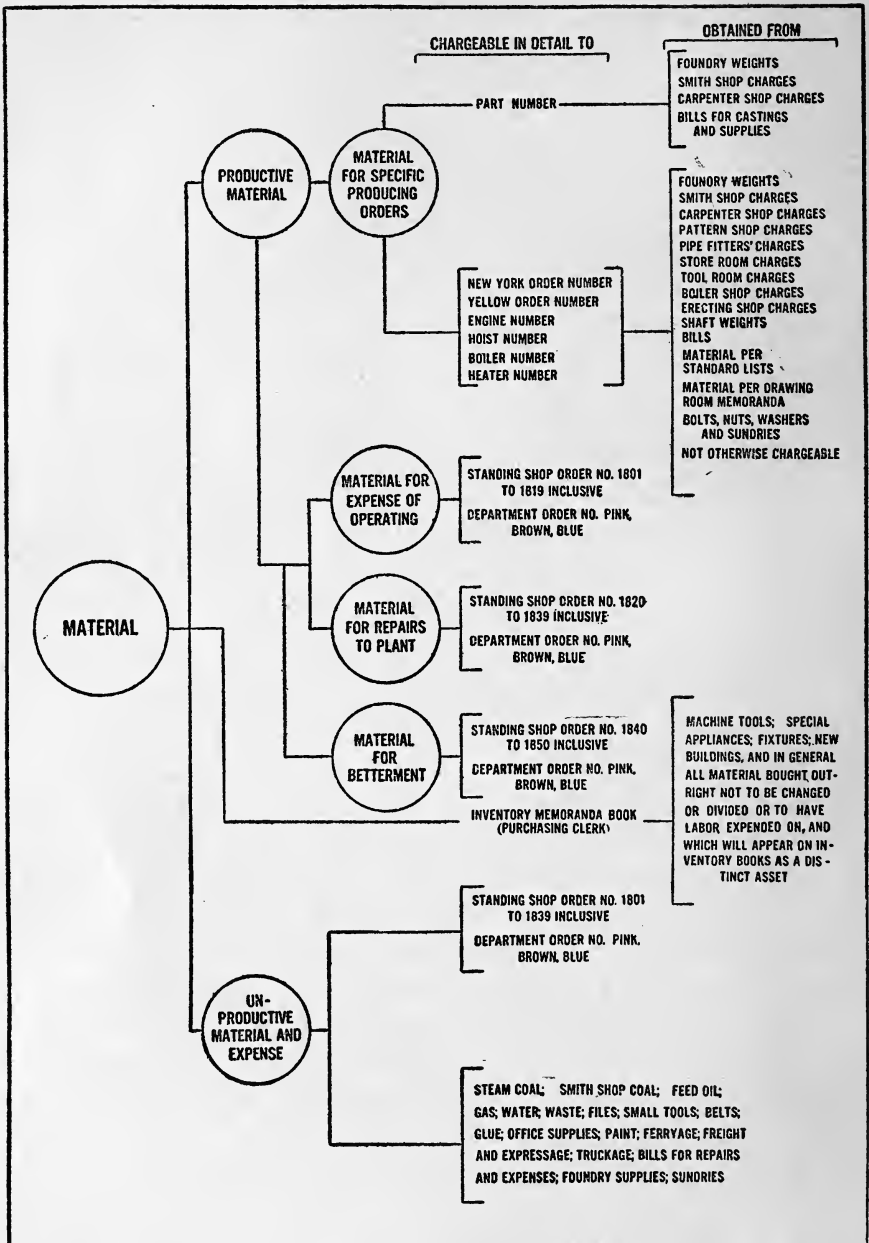 CHARGEABLE IN DETAIL TO
OBTAINED FROM
FOUNDRY WEIGHTS
SMITH SHOP CHARGES
CARPENTER SHOP CHARGES
BILLS FOR CASTINGS
AND SUPPLIES
PART NUMBER
PRODUCTIVE
MATERIAL
MATERIAL
FOR SPECIFIC
PRODUCING
ORDERS
NEW YORK ORDER NUMBER
YELLOW ORDER NUMBER
ENGINE NUMBER
HOIST NUMBER
BOILER NUMBER
HEATER NUMBER
FOUNDRY WEIGHTS
SMITH SHOP CHARGES
CARPENTER SHOP CHARGES
PATTERN SHOP CHARGES
PIPE FITTERS' CHARGES
STORE ROOM CHARGES
TOOL ROOM CHARGES
BOILER SHOP CHARGES
ERECTING SHOP CHARGES
SHAFT WEIGHTS
BILLS
MATERIAL PER
STANDARD LISTS
MATERIAL PER DRAWING
ROOM MEMORANDA
BOLTS, NUTS, WASHERS
AND SUNDRIES
NOT OTHERWISE CHARGEABLE
MATERIAL FOR
EXPENSE OF
OPERATING
STANDING SHOP ORDER NO. 1801
TO 1819 INCLUSIVE
DEPARTMENT ORDER NO. PINK,
BROWN, BLUE
MATERIAL
MATERIAL
FOR REPAIRS
TO PLANT
STANDING SHOP ORDER NO. 1820
TO 1839 INCLUSIVE
DEPARTMENT ORDER NO. PINK,
BROWN, BLUE
MATERIAL
FOR
BETTERMENT
STANDING SHOP ORDER NO. 1840
TO 1850 INCLUSIVE
DEPARTMENT ORDER NO. PINK,
BROWN, BLUE
INVENTORY MEMORANDA BOOK
(PURCHASING CLERK)
MACHINE TOOLS; SPECIAL
APPLIANCES; FIXTURES; NEW
BUILDINGS, AND IN GENERAL
ALL MATERIAL BOUGHT OUT-
RIGHT NOT TO BE CHANGED
OR DIVIDED OR TO HAVE
LABOR EXPENDED ON, AND
WHICH WILL APPEAR ON IN-
VENTORY BOOKS AS A DIS-
TINCT ASSET
UN-
PRODUCTIVE
MATERIAL AND
EXPENSE
STANDING SHOP ORDER NO. 1801
TO 1839 INCLUSIVE
DEPARTMENT ORDER NO. PINK,
BROWN, BLUE
STEAM COAL; SMITH SHOP COAL; FEED OIL;
GAS; WATER; WASTE; FILES; SMALL TOOLS; BELTS;
GLUE; OFFICE SUPPLIES; PAINT; FERRYAGE; FREIGHT
AND EXPRESSAGE; TRUCKAGE; BILLS FOR REPAIRS
AND EXPENSES; FOUNDRY SUPPLIES; SUNDRIES